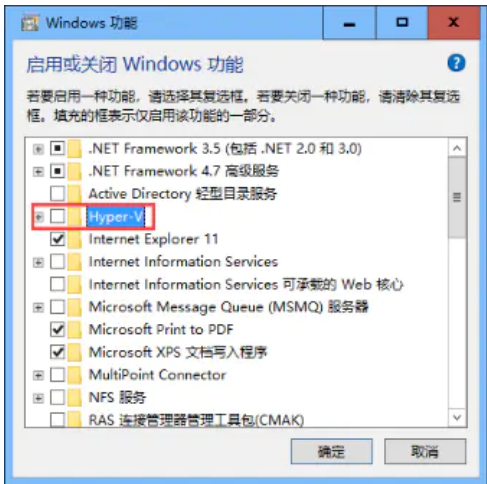 Windows 功能
启用或关闭 Windows 功能
若要启用一种功能，请选择其复选框。若要关闭一种功能，请清除其复选
框。填充的框表示仅启用该功能的一部分。
.NET Framework 3.5 (包括 .NET 2.0 和 3.0)
.NET Framework 4.7 高级服务
Active Directory 轻型目录服务
Hyper-V
Internet Explorer 11
Internet Information Services
Internet Information Services 可承载的 Web 核心
Microsoft Message Queue (MSMQ) 服务器
Microsoft Print to PDF
Microsoft XPS 文档写入程序
MultiPoint Connector
NFS 服务
RAS 连接管理器管理工具包(CMAK)
确定
取消